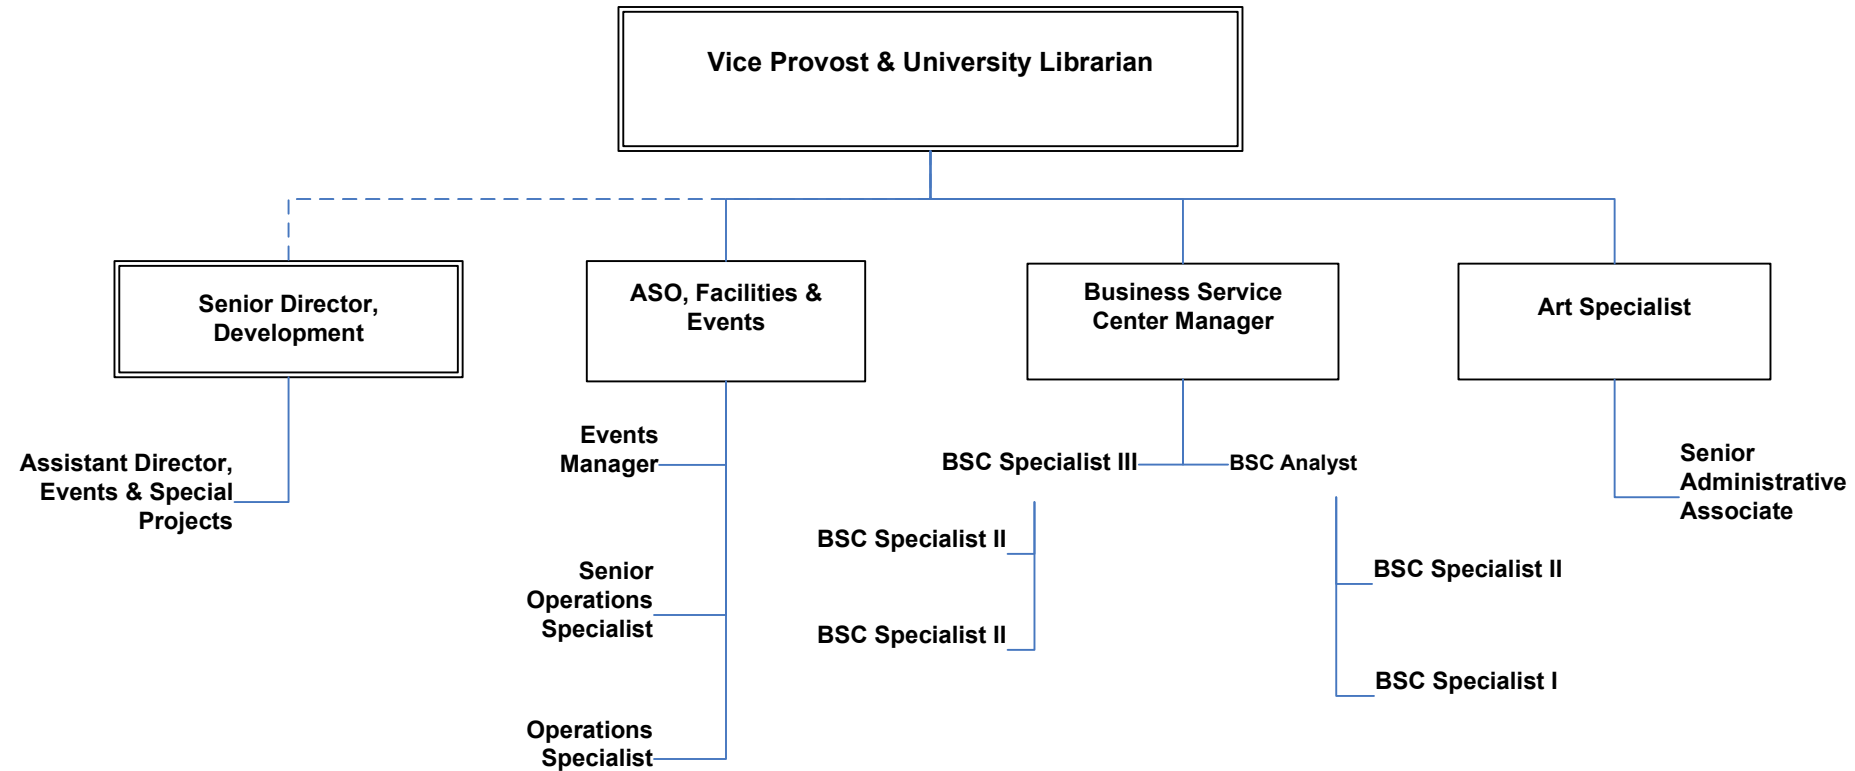 Vice Provost & University Librarian
Senior Director,
Development
ASO, Facilities &
Events
Business Service
Center Manager
Art Specialist
Assistant Director,
Events & Special
Projects
Events
Manager
Senior
Operations
Specialist
Operations
Specialist
BSC Specialist III
BSC Specialist II
BSC Specialist II
BSC Analyst
BSC Specialist II
BSC Specialist I
Senior
Administrative
Associate